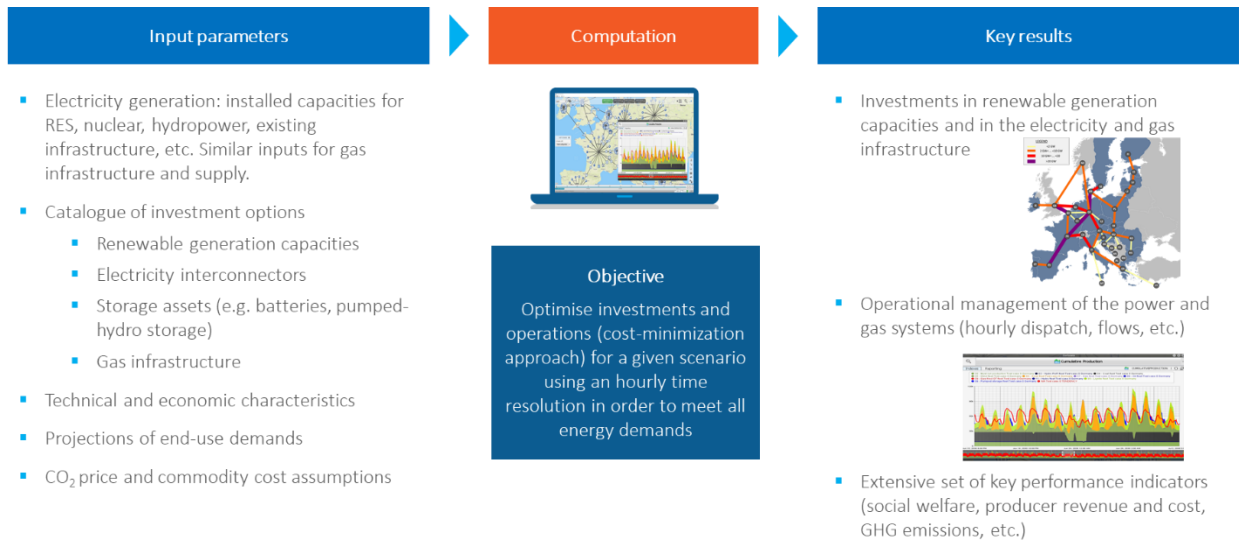 Input parameters
Electricity generation: installed capacities for
RES, nuclear, hydropower, existing
infrastructure, etc. Similar inputs for gas
infrastructure and supply.
Catalogue of investment options
Renewable generation capacities
Electricity interconnectors
Storage assets (e.g. batteries, pumped-
hydro storage)
Gas infrastructure
Technical and economic characteristics
Projections of end-use demands
CO₂ price and commodity cost assumptions
Computation
Objective
Optimise investments and
operations (cost-minimization
approach) for a given scenario
using an hourly time
resolution in order to meet all
energy demands
Key results
Investments in renewable generation
capacities and in the electricity and gas
infrastructure
Operational management of the power and
gas systems (hourly dispatch, flows, etc.)
Cumulative Production
Extensive set of key performance indicators
(social welfare, producer revenue and cost,
GHG emissions, etc.)